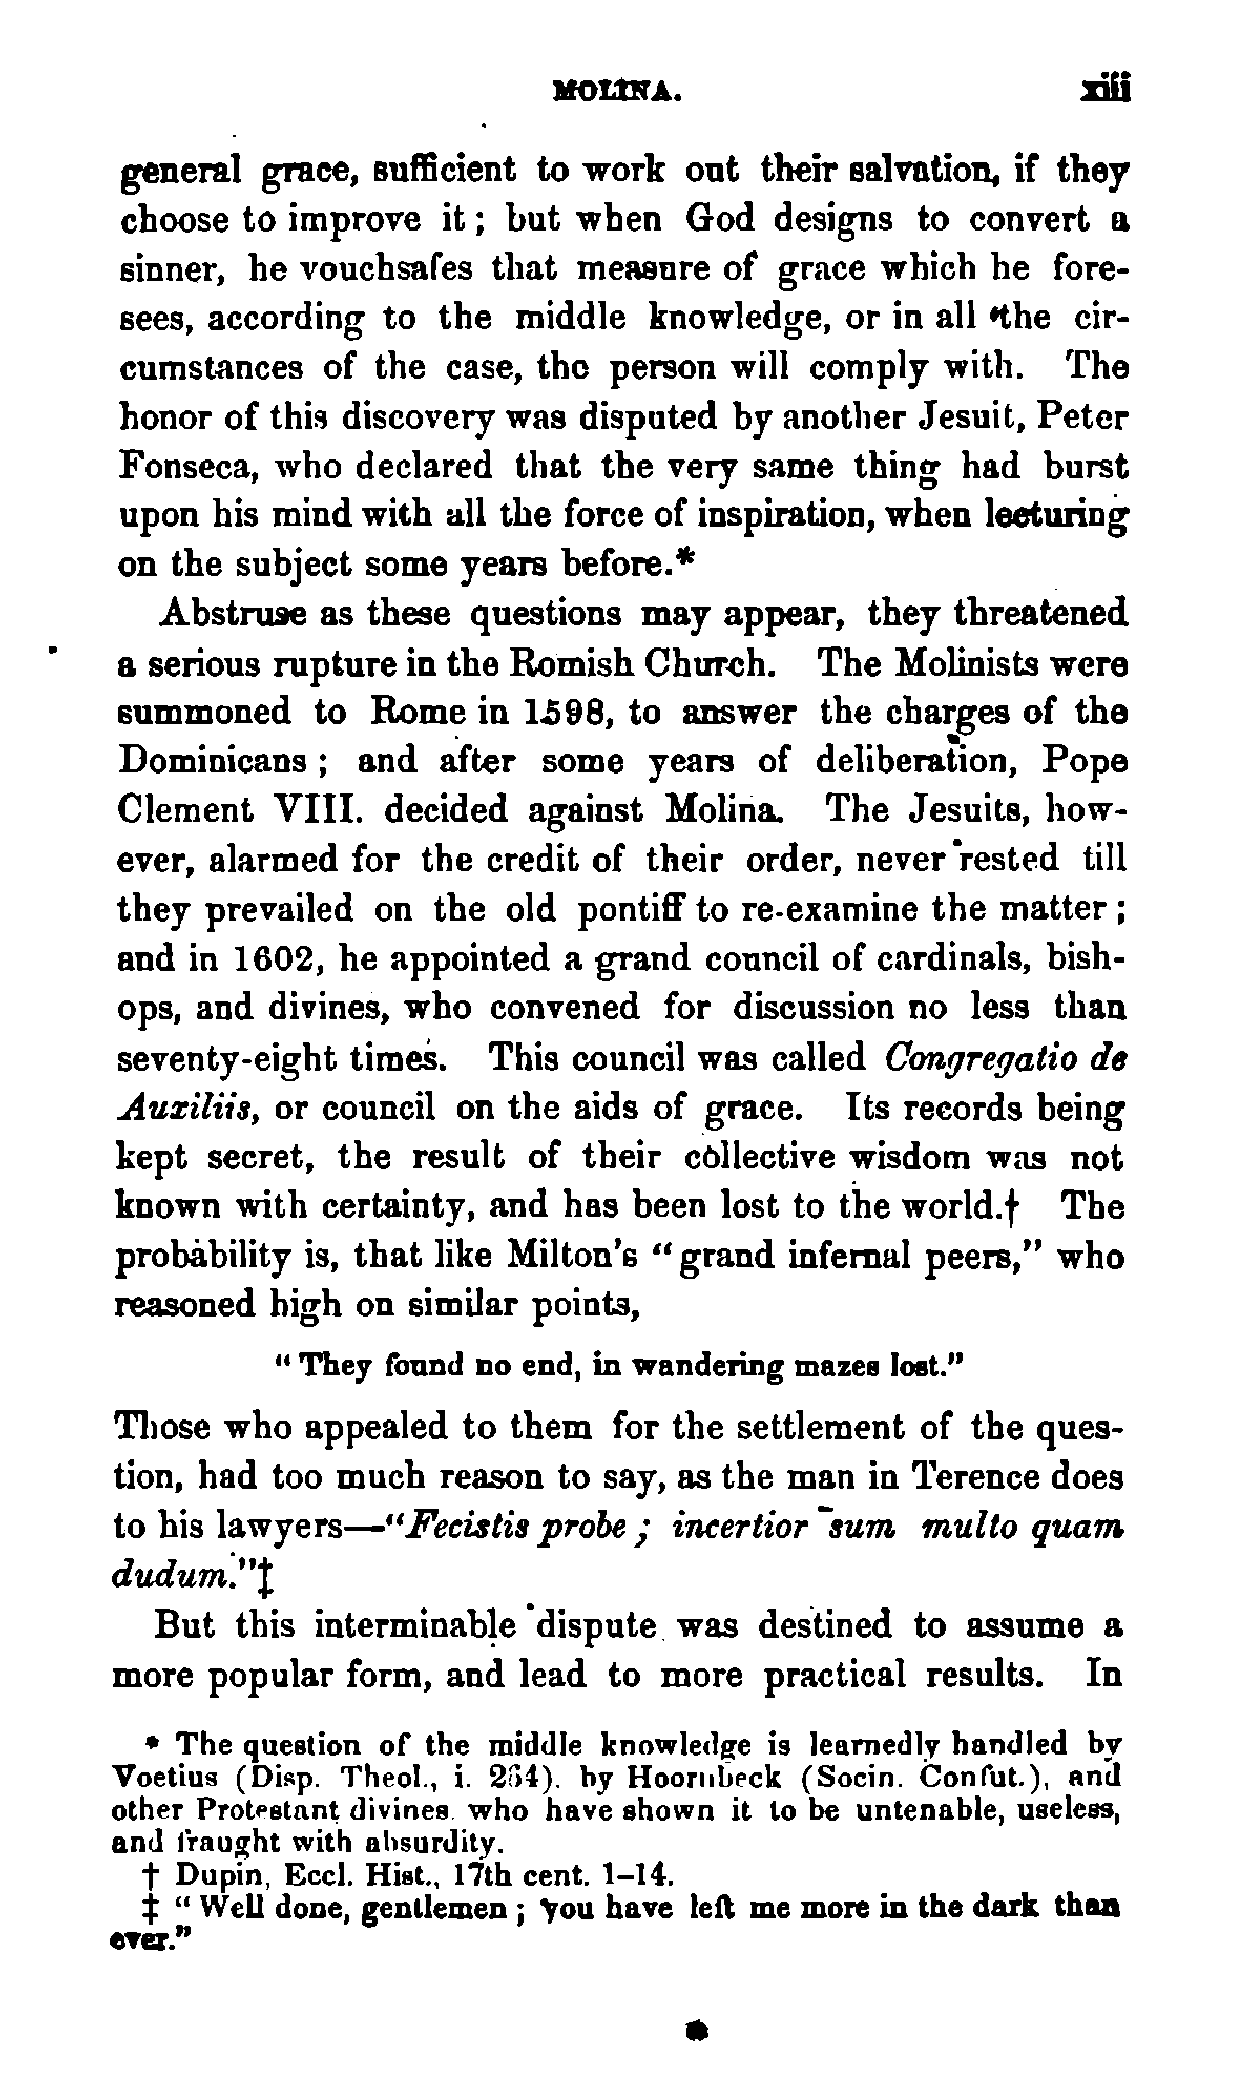 MOLINA. xiii
general grace, sufficient to work out their salvation, if they
choose to improve it; but when God designs to convert a
sinner, he vouchsafes that measure of grace which he fore-
sees, according to the middle knowledge, or in all the cir-
cumstances of the case, the person will comply with. The
honor of this discovery was disputed by another Jesuit, Peter
Fonseca, who declared that the very same thing had burst
upon his mind with all the force of inspiration, when lecturing
on the subject some years before.*
Abstruse as these questions may appear, they threatened
a serious rupture in the Romish Church. The Molinists were
summoned to Rome in 1598, to answer the charges of the
Dominicans; and after some years of deliberation, Pope
Clement VIII. decided against Molina. The Jesuits, how-
ever, alarmed for the credit of their order, never rested till
they prevailed on the old pontiff to re-examine the matter;
and in 1602, he appointed a grand council of cardinals, bish-
ops, and divines, who convened for discussion no less than
seventy-eight times. This council was called Congregatio de
Auxiliis, or council on the aids of grace. Its records being
kept secret, the result of their collective wisdom was not
known with certainty, and has been lost to the world.† The
probability is, that like Milton's "grand infernal peers," who
reasoned high on similar points,
"They found no end, in wandering mazes lost."
Those who appealed to them for the settlement of the ques-
tion, had too much reason to say, as the man in Terence does
to his lawyers—"Fecistis probe; incertior sum multo quam
dudum."‡
But this interminable dispute was destined to assume a
more popular form, and lead to more practical results. In
* The question of the middle knowledge is learnedly handled by
Voetius (Disp. Theol., i. 264). by Hoornbeck (Socin. Confut.), and
other Protestant divines. who have shown it to be untenable, useless,
and fraught with absurdity.
† Dupin, Eccl. Hist., 17th cent. 1–14.
‡ "Well done, gentlemen; you have left me more in the dark than
ever."